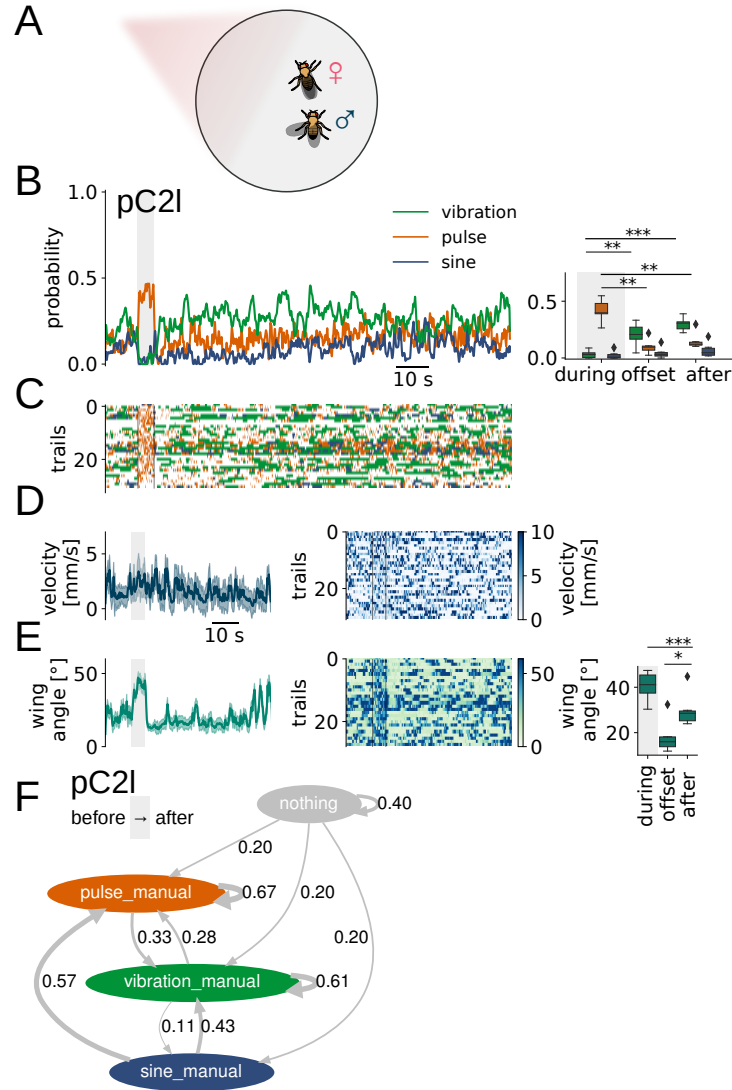 A
♀
♂
B
pC2l
1.0
0.5
0.0
probability
vibration
pulse
sine
10 s
***
**
**
**
0.5
0.0
during offset after
C
0
20
trails
D
velocity
[mm/s]
5
0
10 s
0
20
trails
10
5
0
velocity
[mm/s]
E
wing
angle [°]
50
0
0
20
trails
50
0
wing
angle [°]
***
*
40
20
during
offset
after
F
pC2l
before → after
nothing
0.40
0.20
pulse_manual
0.67
0.20
0.33
0.28
0.20
0.57
vibration_manual
0.61
0.11
0.43
sine_manual